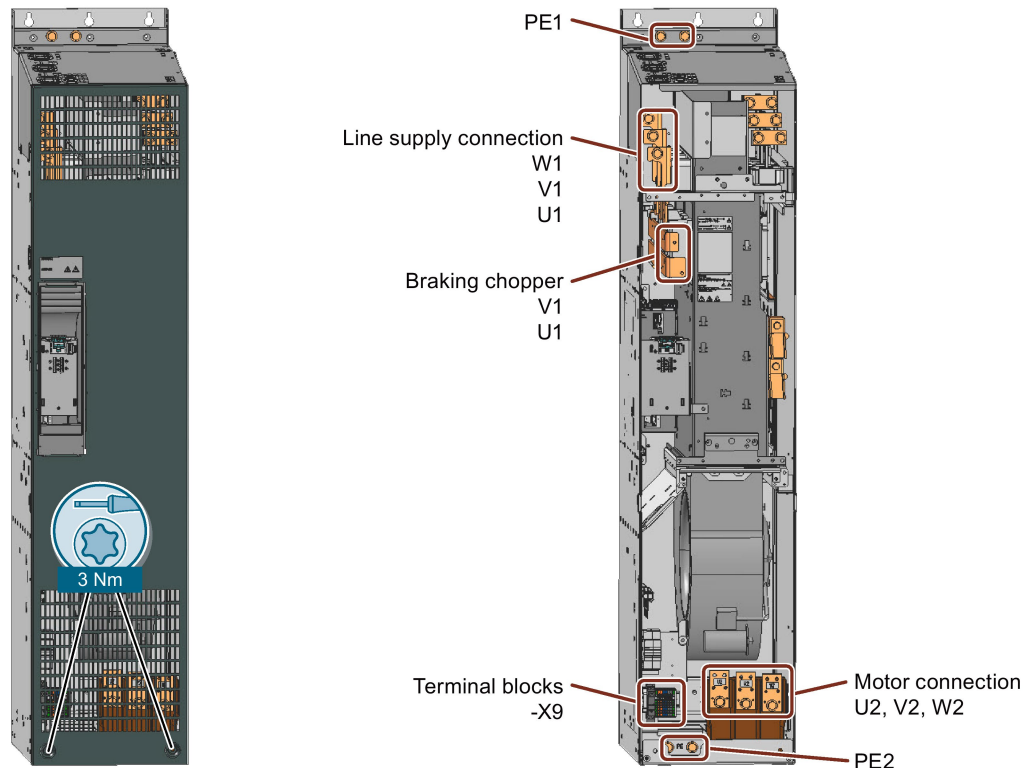 PE1
Line supply connection
W1
V1
U1
Braking chopper
V1
U1
3 Nm
Terminal blocks
-X9
Motor connection
U2, V2, W2
PE
PE2